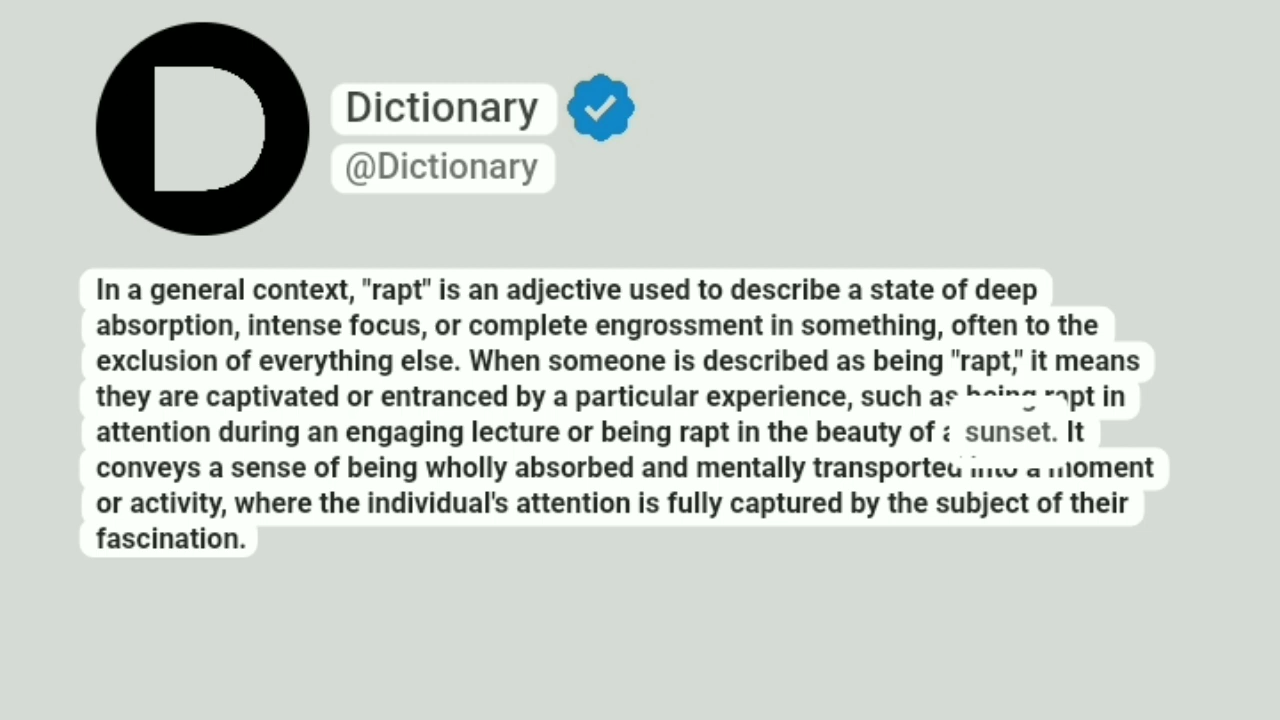 D
Dictionary
@Dictionary
In a general context, "rapt" is an adjective used to describe a state of deep
absorption, intense focus, or complete engrossment in something, often to the
exclusion of everything else. When someone is described as being "rapt," it means
they are captivated or entranced by a particular experience, such as being rapt in
attention during an engaging lecture or being rapt in the beauty of a sunset. It
conveys a sense of being wholly absorbed and mentally transported into a moment
or activity, where the individual's attention is fully captured by the subject of their
fascination.